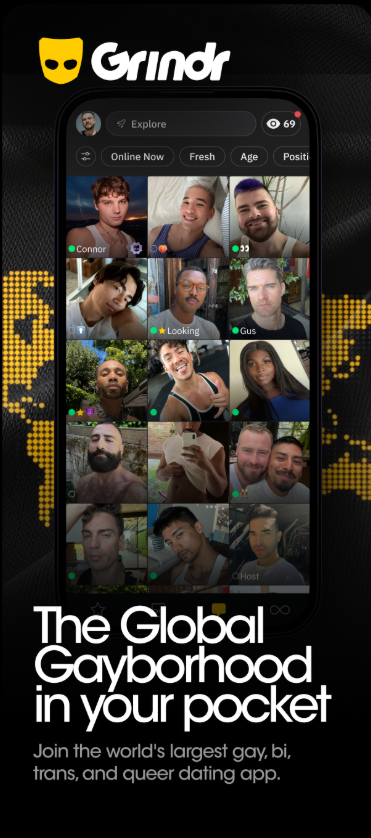 Grindr
Explore
69
Online Now Fresh Age Positi
Connor
Looking Gus
Host
The Global
Gayborhood
in your pocket
Join the world's largest gay, bi,
trans, and queer dating app.